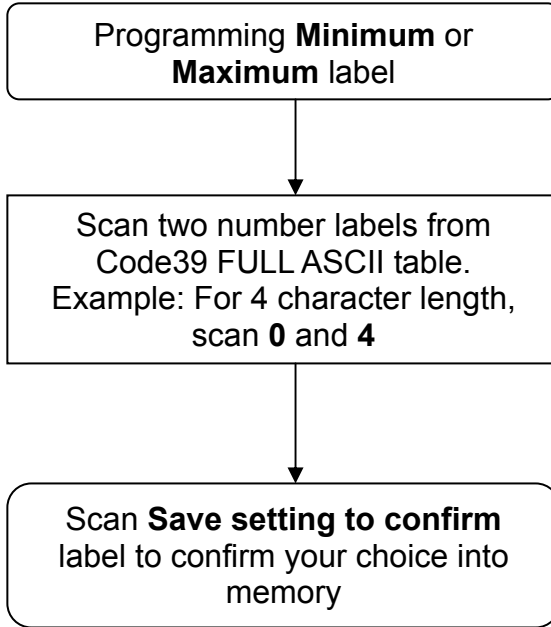 Programming Minimum or
Maximum label
Scan two number labels from
Code39 FULL ASCII table.
Example: For 4 character length,
scan 0 and 4
Scan Save setting to confirm
label to confirm your choice into
memory